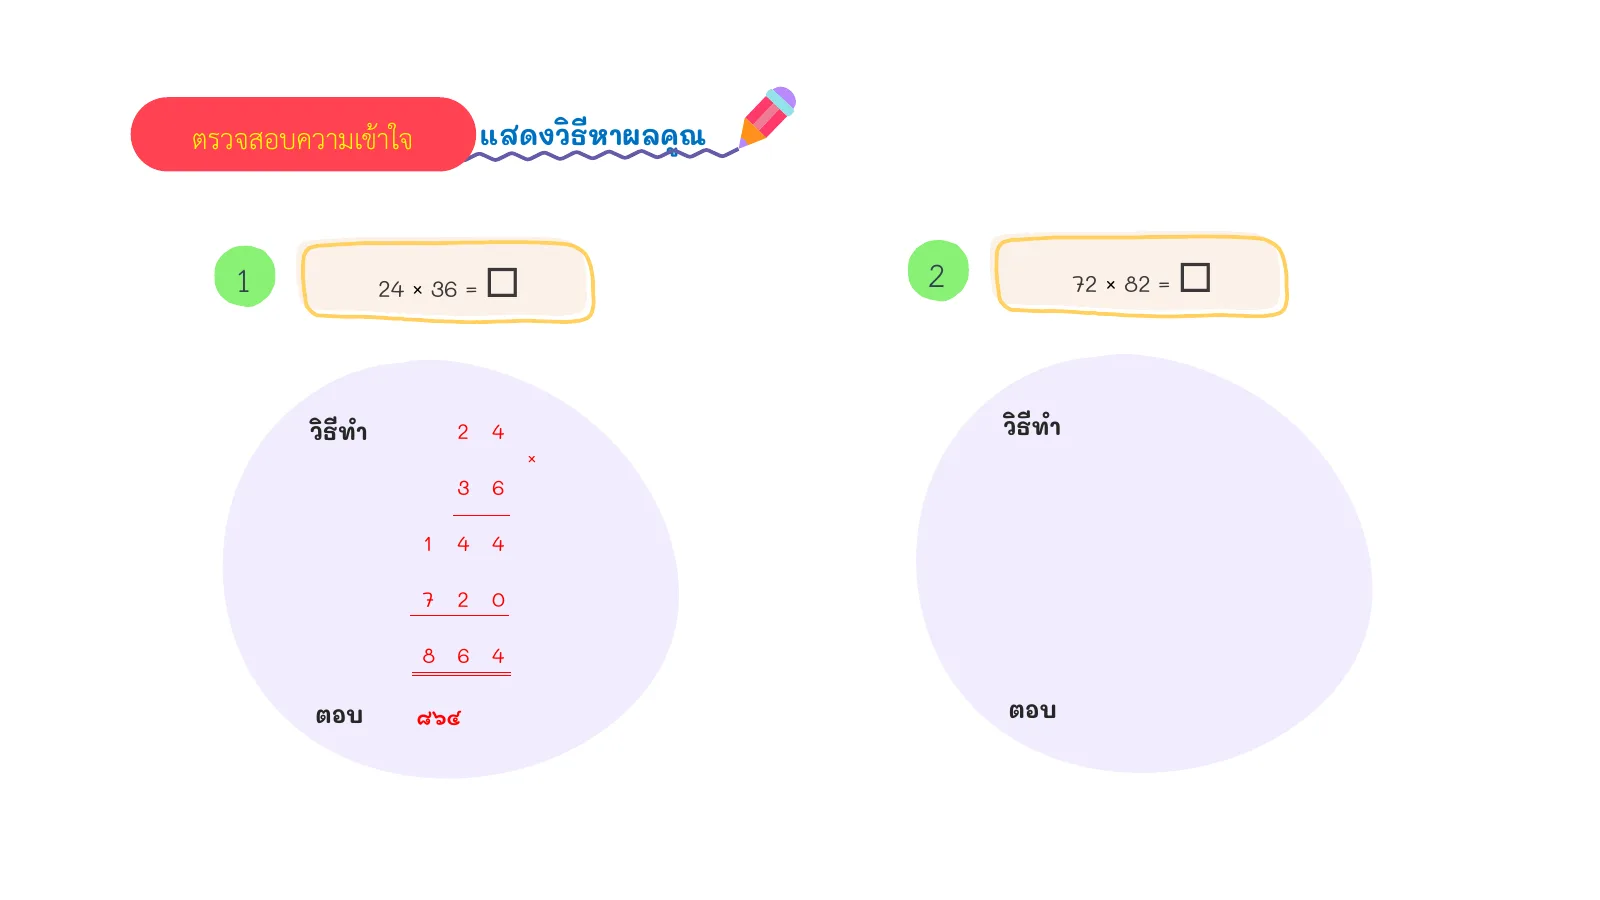 ตรวจสอบความเข้าใจ
แสดงวิธีหาผลคูณ
1
24 × 36 = □
วิธีทำ
2 4
×
3 6
1 4 4
7 2 0
8 6 4
ตอบ ๘๖๔
2
72 × 82 = □
วิธีทำ
ตอบ